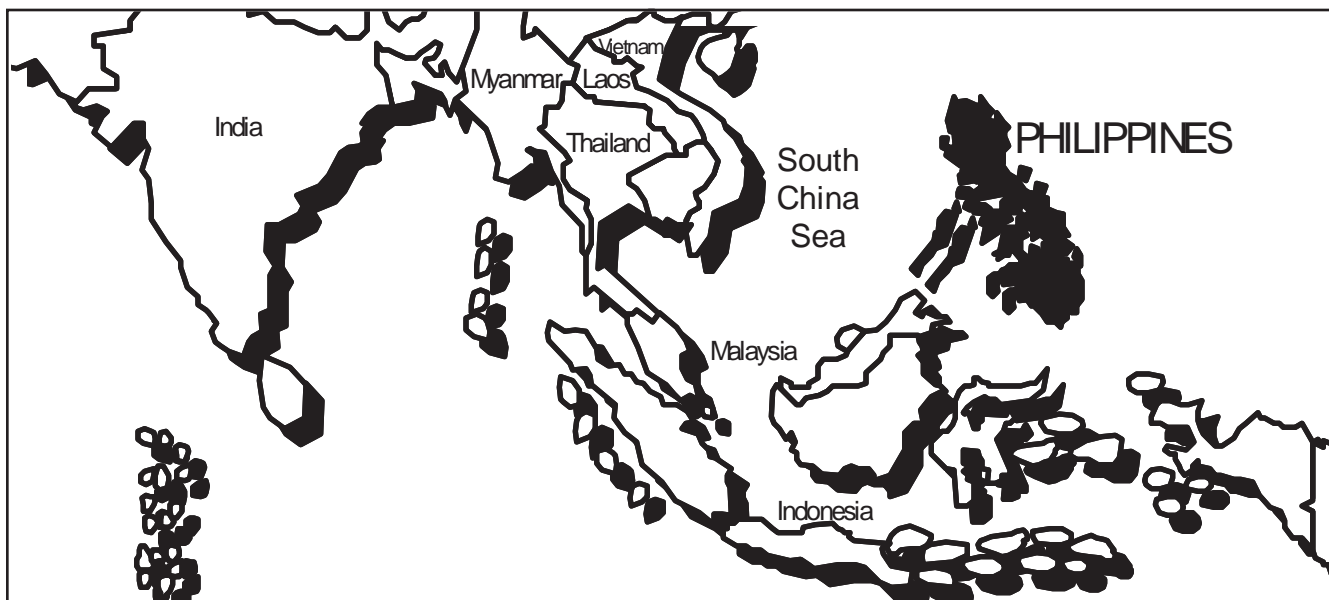 Vietnam
Myanmar
Laos
India
PHILIPPINES
Thailand
South
China
Sea
Malaysia
Indonesia